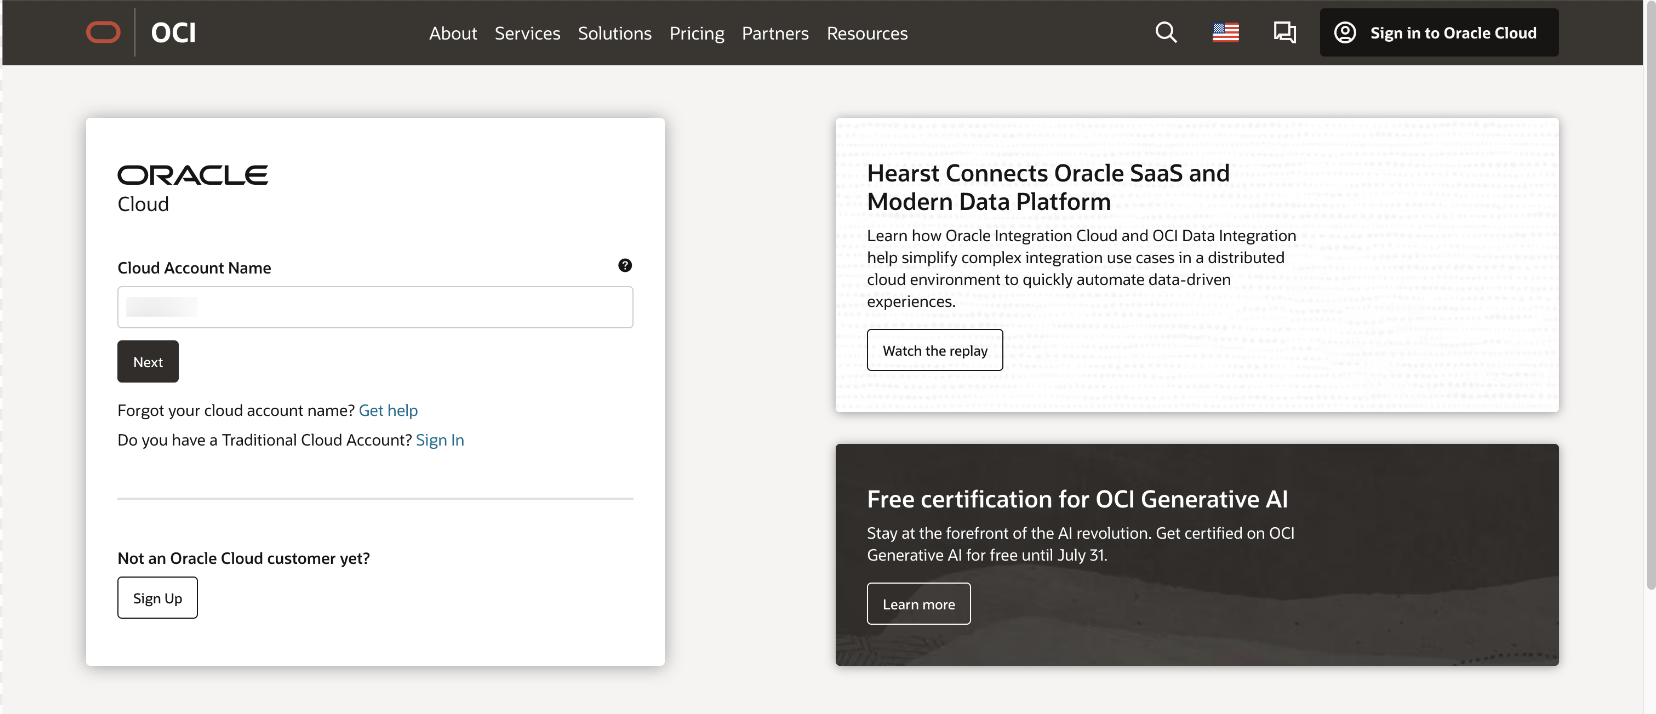 OCI
About Services Solutions Pricing Partners Resources
Sign in to Oracle Cloud
ORACLE
Cloud
Cloud Account Name
?
Next
Forgot your cloud account name? Get help
Do you have a Traditional Cloud Account? Sign In
Not an Oracle Cloud customer yet?
Sign Up
Hearst Connects Oracle SaaS and
Modern Data Platform
Learn how Oracle Integration Cloud and OCI Data Integration
help simplify complex integration use cases in a distributed
cloud environment to quickly automate data-driven
experiences.
Watch the replay
Free certification for OCI Generative AI
Stay at the forefront of the AI revolution. Get certified on OCI
Generative AI for free until July 31.
Learn more